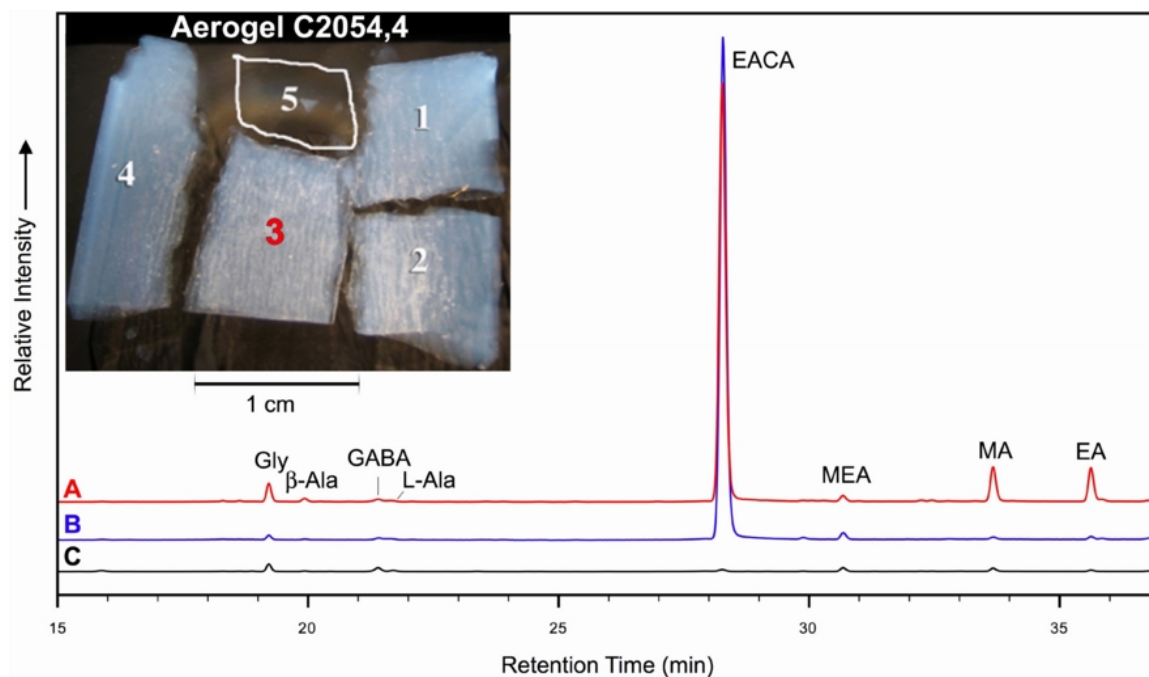 Aerogel C2054,4
5
1
4
3
2
1 cm
EACA
Relative Intensity
Gly
β-Ala
GABA
L-Ala
MEA
MA
EA
A
B
C
15
20
25
30
35
Retention Time (min)